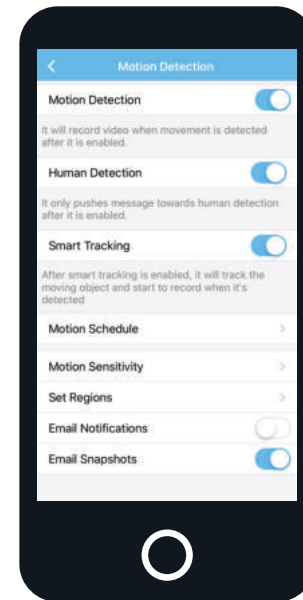 Motion Detection
Motion Detection
It will record video when movement is detected
after it is enabled.
Human Detection
It only pushes message towards human detection
after it is enabled.
Smart Tracking
After smart tracking is enabled, it will track the
moving object and start to record when it's
detected
Motion Schedule
Motion Sensitivity
Set Regions
Email Notifications
Email Snapshots